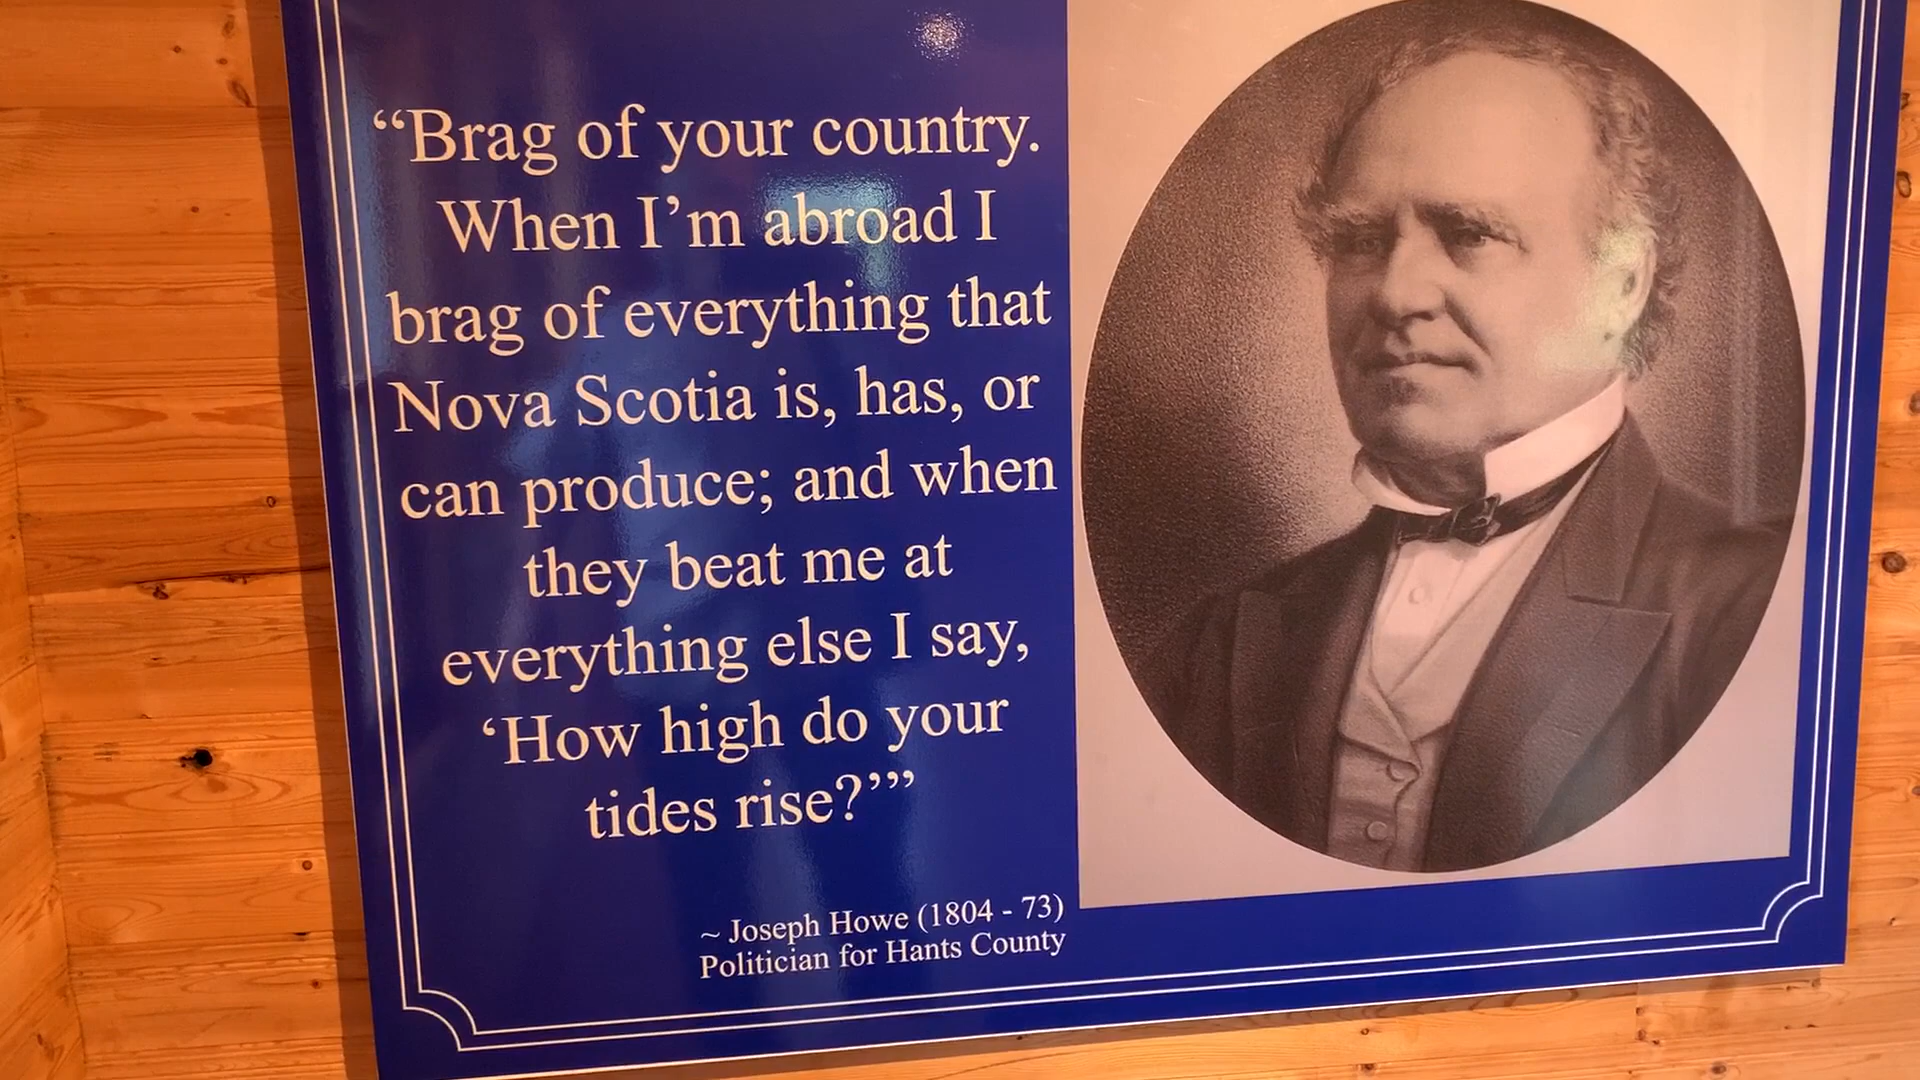 “Brag of your country.
When I’m abroad I
brag of everything that
Nova Scotia is, has, or
can produce; and when
they beat me at
everything else I say,
‘How high do your
tides rise?’”’
~ Joseph Howe (1804 - 73)
Politician for Hants County